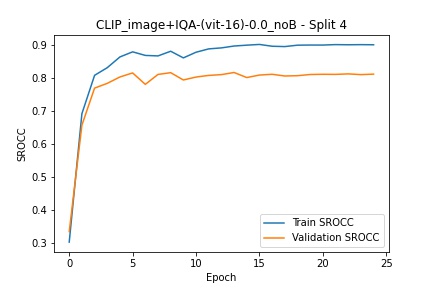 CLIP_image+IQA-(vit-16)-0.0_noB - Split 4
0.9
0.8
0.7
0.6
0.5
0.4
0.3
SROCC
Train SROCC
Validation SROCC
0 5 10 15 20 25
Epoch